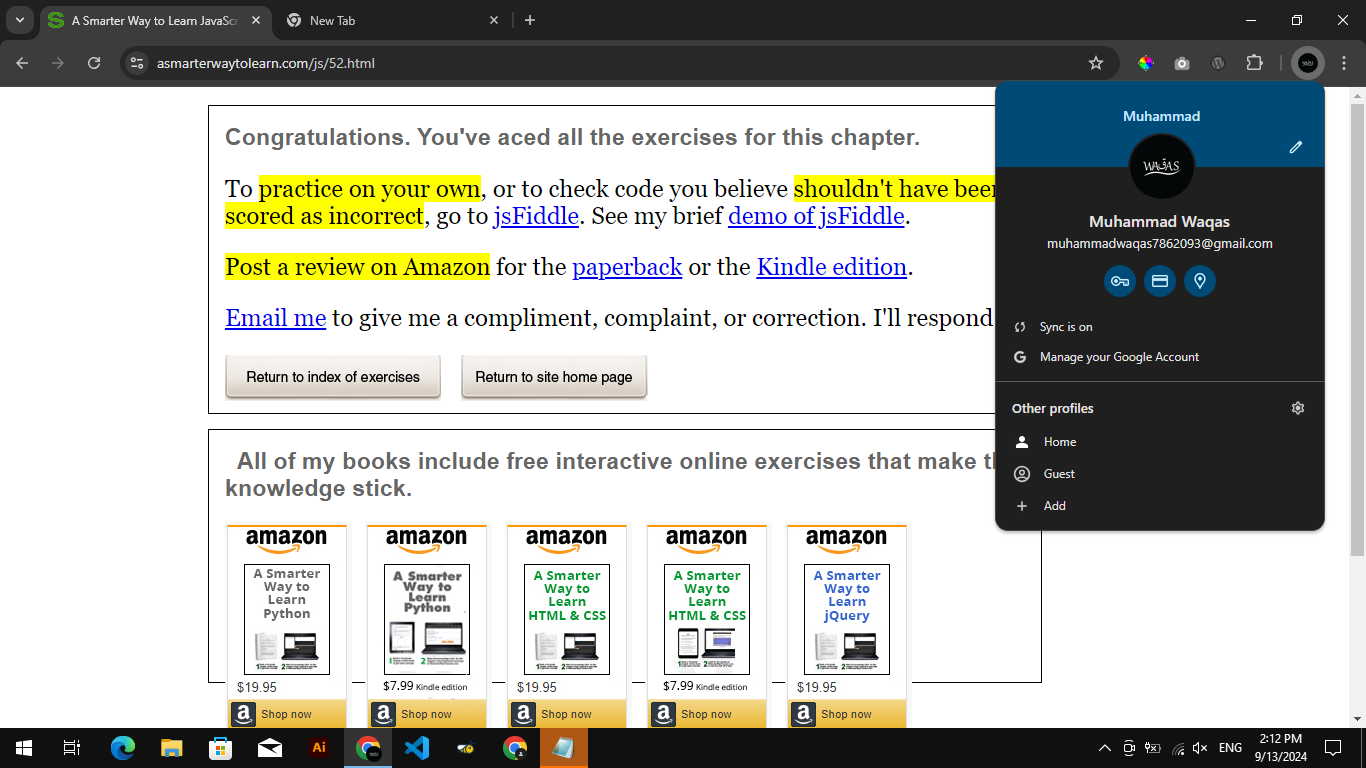 A Smarter Way to Learn JavaScr
New Tab
asmarterwaytolearn.com/js/52.html
Congratulations. You've aced all the exercises for this chapter.
To practice on your own, or to check code you believe shouldn't have been
scored as incorrect, go to jsFiddle. See my brief demo of jsFiddle.
Post a review on Amazon for the paperback or the Kindle edition.
Email me to give me a compliment, complaint, or correction. I'll respond
Return to index of exercises
Return to site home page
Muhammad
WAQAS
Muhammad Waqas
muhammadwaqas7862093@gmail.com
Sync is on
Manage your Google Account
Other profiles
Home
Guest
Add
All of my books include free interactive online exercises that make th
knowledge stick.
amazon
A Smarter
Way to
Learn
Python
$19.95
Shop now
amazon
A Smarter
Way to
Learn
Python
$7.99 Kindle edition
Shop now
amazon
A Smarter
Way to
Learn
HTML & CSS
$19.95
Shop now
amazon
A Smarter
Way to
Learn
HTML & CSS
$7.99 Kindle edition
Shop now
amazon
A Smarter
Way to
Learn
jQuery
$19.95
Shop now
Ai
ENG
2:12 PM
9/13/2024